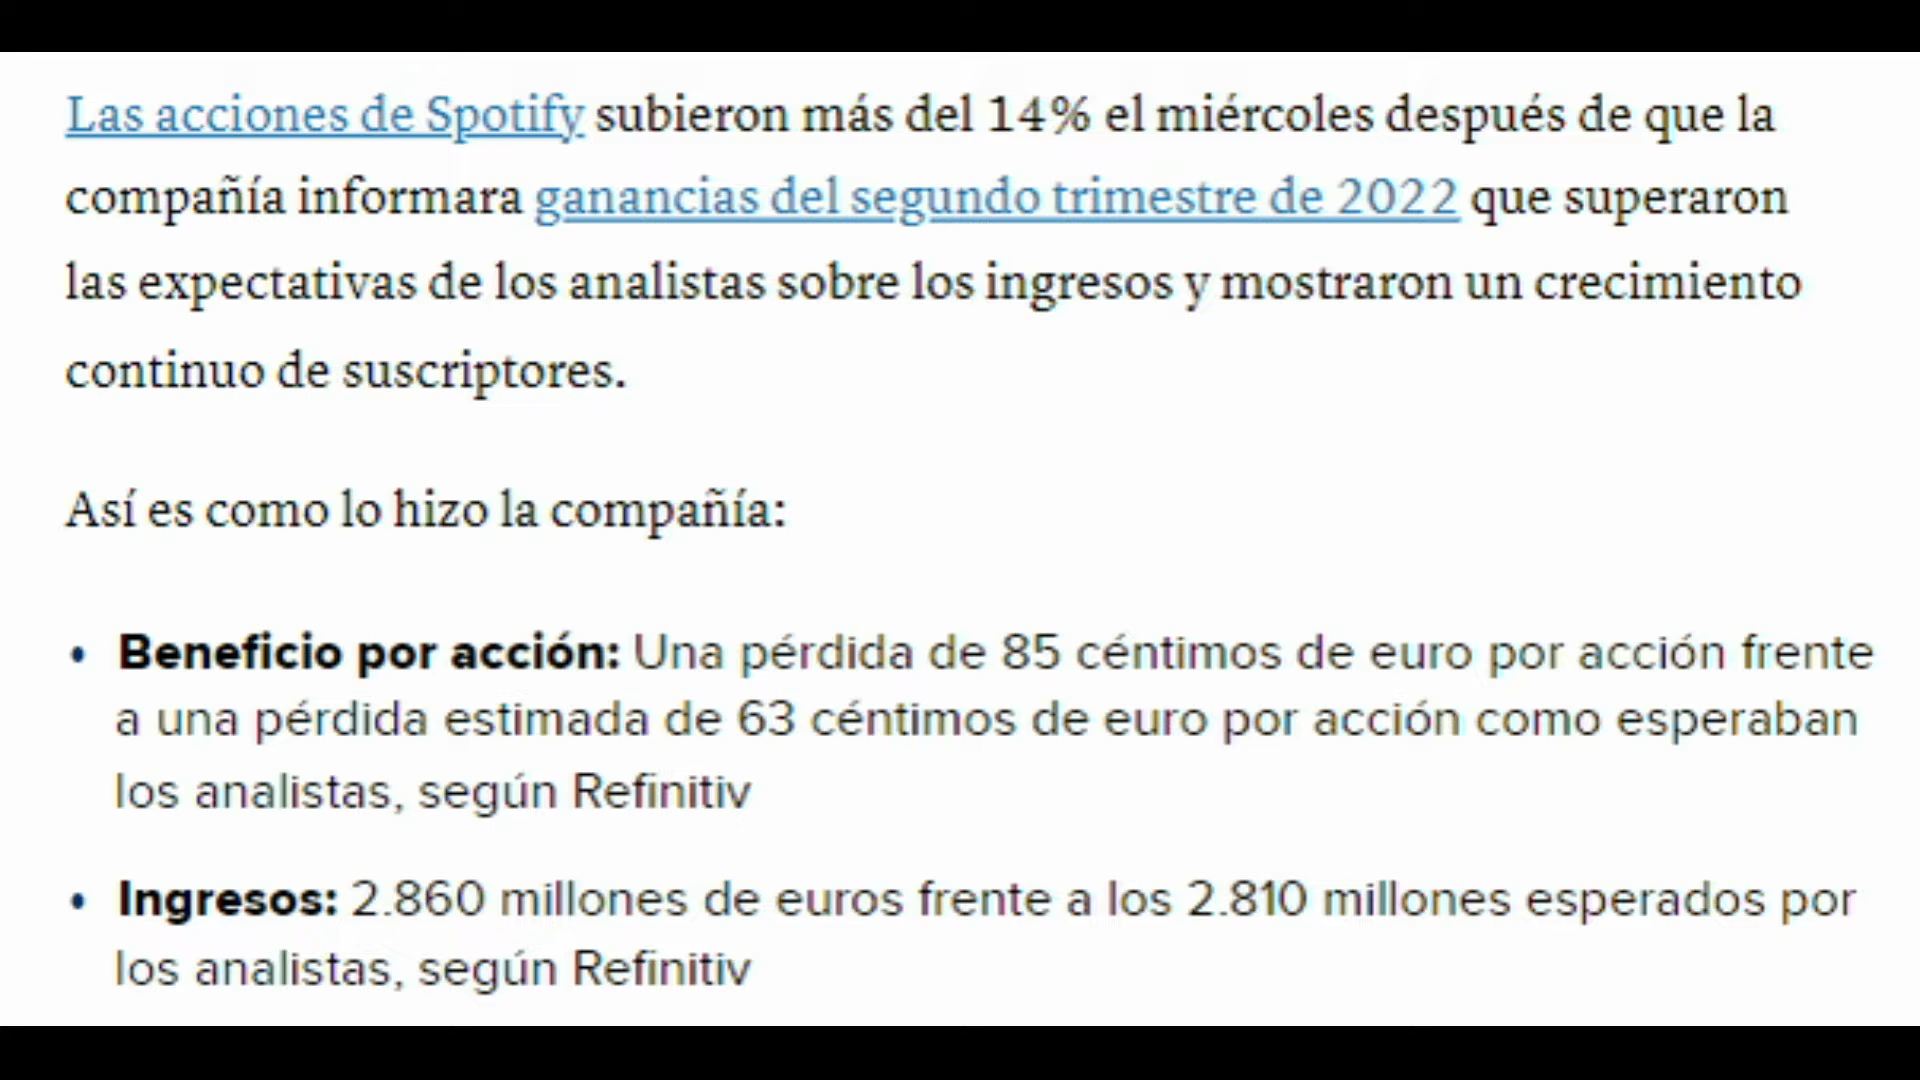 Las acciones de Spotify subieron más del 14% el miércoles después de que la
compañía informara ganancias del segundo trimestre de 2022 que superaron
las expectativas de los analistas sobre los ingresos y mostraron un crecimiento
continuo de suscriptores.
Así es como lo hizo la compañía:
• Beneficio por acción: Una pérdida de 85 céntimos de euro por acción frente
a una pérdida estimada de 63 céntimos de euro por acción como esperaban
los analistas, según Refinitiv
• Ingresos: 2.860 millones de euros frente a los 2.810 millones esperados por
los analistas, según Refinitiv